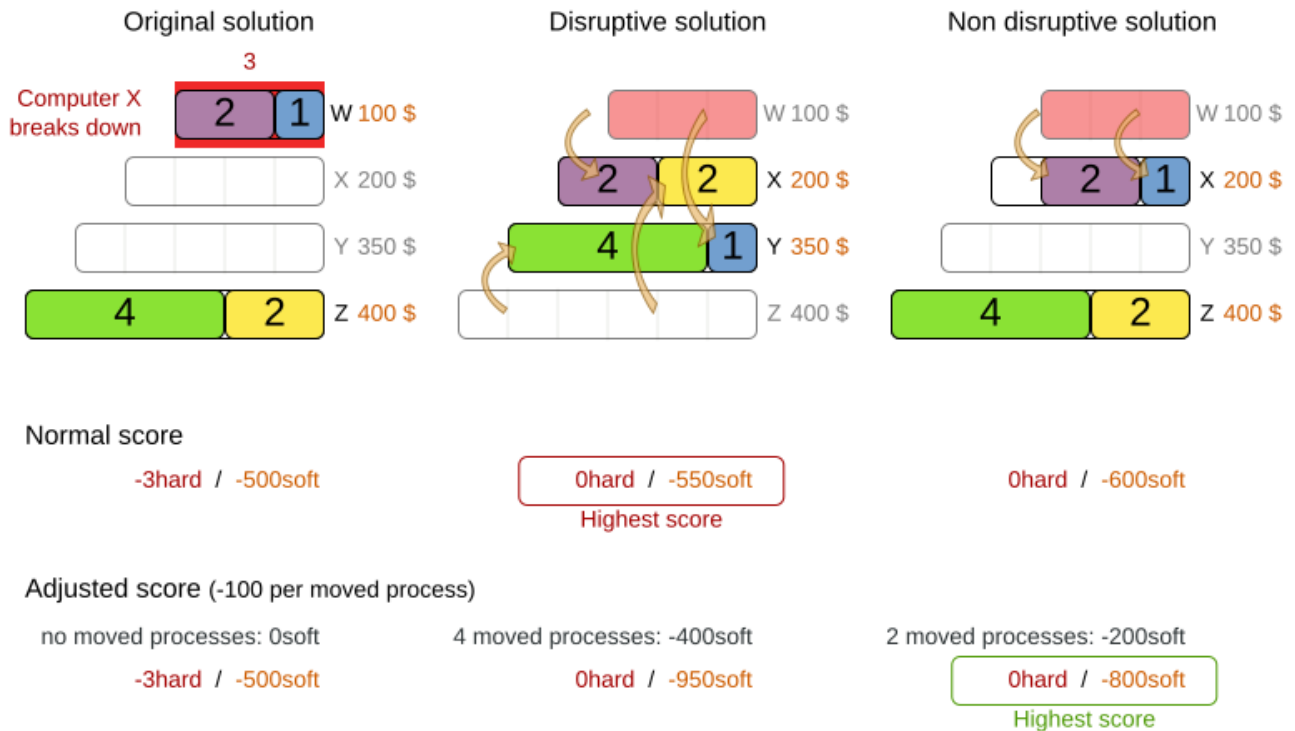 Original solution Disruptive solution Non disruptive solution
3
Computer X
breaks down
2 1 W 100 $
X 200 $
Y 350 $
4 2 Z 400 $
W 100 $
2 2 X 200 $
4 1 Y 350 $
Z 400 $
W 100 $
2 1 X 200 $
Y 350 $
4 2 Z 400 $
Normal score
-3hard / -500soft 0hard / -550soft 0hard / -600soft
Highest score
Adjusted score (-100 per moved process)
no moved processes: 0soft 4 moved processes: -400soft 2 moved processes: -200soft
-3hard / -500soft 0hard / -950soft 0hard / -800soft
Highest score